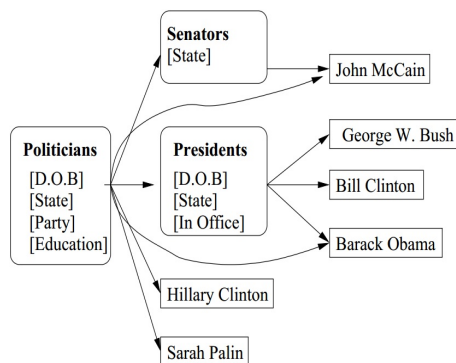 Senators
[State]
John McCain
Politicians
[D.O.B]
[State]
[Party]
[Education]
Presidents
[D.O.B]
[State]
[In Office]
George W. Bush
Bill Clinton
Barack Obama
Hillary Clinton
Sarah Palin